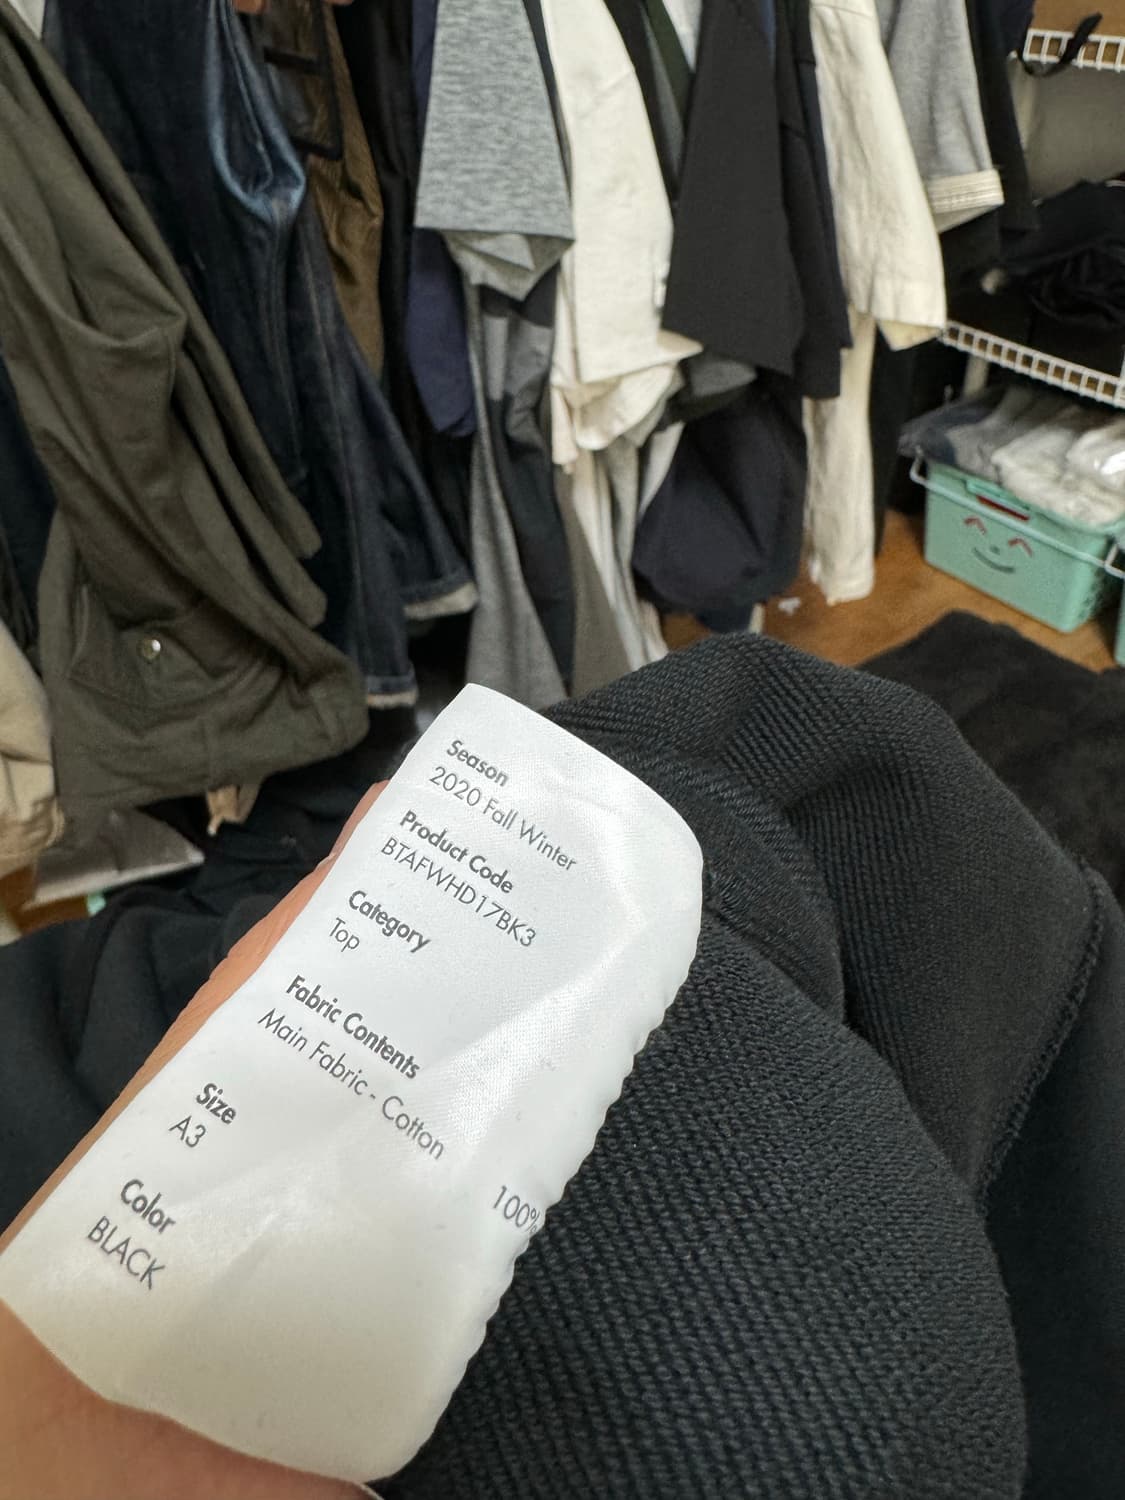 Season
2020 Fall Winter
Product Code
BTAFWHD17BK3
Category
Top
Fabric Contents
Main Fabric - Cotton
100%
Size
A3
Color
BLACK